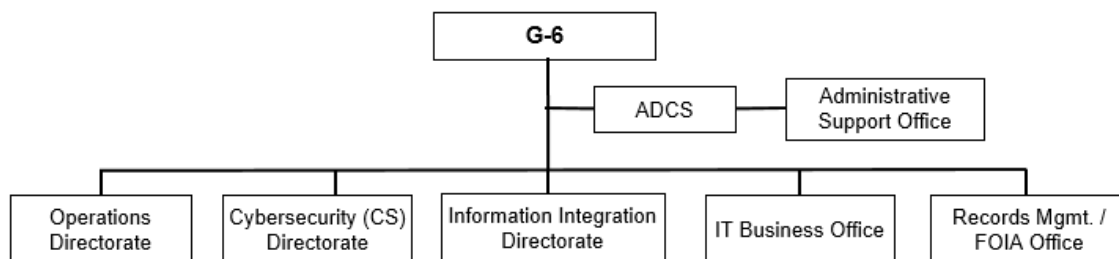 G-6
ADCS
Administrative
Support Office
Operations
Directorate
Cybersecurity (CS)
Directorate
Information Integration
Directorate
IT Business Office
Records Mgmt. /
FOIA Office